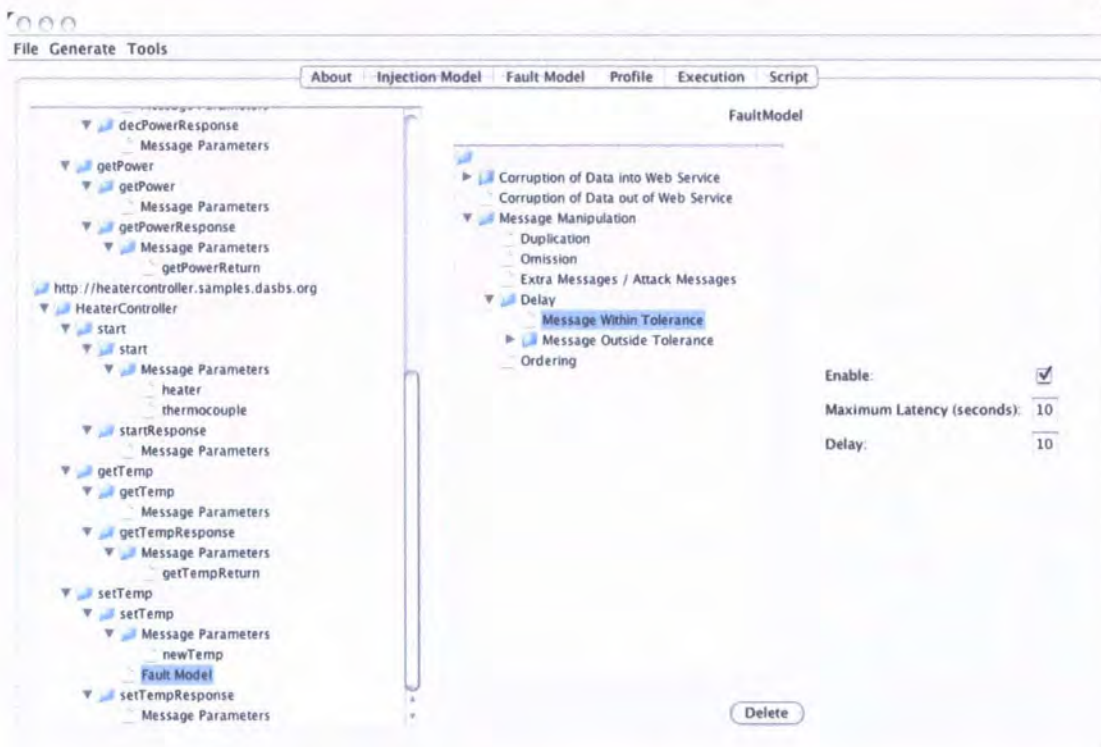 File Generate Tools
About Injection Model Fault Model Profile Execution Script
Message Parameters
decPowerResponse
Message Parameters
getPower
getPower
Message Parameters
getPowerResponse
Message Parameters
getPowerReturn
http://heatercontroller.samples.dasbs.org
HeaterController
start
start
Message Parameters
heater
thermocouple
startResponse
Message Parameters
getTemp
getTemp
Message Parameters
getTempResponse
Message Parameters
getTempReturn
setTemp
setTemp
Message Parameters
newTemp
Fault Model
setTempResponse
Message Parameters
FaultModel
Corruption of Data into Web Service
Corruption of Data out of Web Service
Message Manipulation
Duplication
Omission
Extra Messages / Attack Messages
Delay
Message Within Tolerance
Message Outside Tolerance
Ordering
Enable:
Maximum Latency (seconds): 10
Delay: 10
Delete